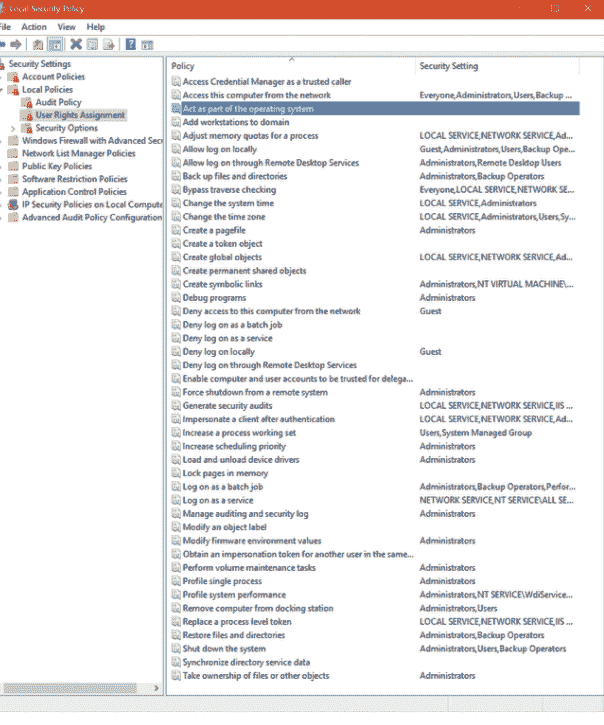 Local Security Policy
File Action View Help
Security Settings
Account Policies
Local Policies
Audit Policy
User Rights Assignment
Security Options
Windows Firewall with Advanced Secu
Network List Manager Policies
Public Key Policies
Software Restriction Policies
Application Control Policies
IP Security Policies on Local Compute
Advanced Audit Policy Configuration
Policy Security Setting
Access Credential Manager as a trusted caller
Access this computer from the network Everyone,Administrators,Users,Backup ...
Act as part of the operating system
Add workstations to domain
Adjust memory quotas for a process LOCAL SERVICE,NETWORK SERVICE,Ad...
Allow log on locally Guest,Administrators,Users,Backup Ope...
Allow log on through Remote Desktop Services Administrators,Remote Desktop Users
Back up files and directories Administrators,Backup Operators
Bypass traverse checking Everyone,LOCAL SERVICE,NETWORK SE...
Change the system time LOCAL SERVICE,Administrators
Change the time zone LOCAL SERVICE,Administrators,Users,Sy...
Create a pagefile Administrators
Create a token object
Create global objects LOCAL SERVICE,NETWORK SERVICE,Ad...
Create permanent shared objects
Create symbolic links Administrators,NT VIRTUAL MACHINE\...
Debug programs Administrators
Deny access to this computer from the network Guest
Deny log on as a batch job
Deny log on as a service
Deny log on locally Guest
Deny log on through Remote Desktop Services
Enable computer and user accounts to be trusted for delega...
Force shutdown from a remote system Administrators
Generate security audits LOCAL SERVICE,NETWORK SERVICE,IIS ...
Impersonate a client after authentication LOCAL SERVICE,NETWORK SERVICE,Ad...
Increase a process working set Users,System Managed Group
Increase scheduling priority Administrators
Load and unload device drivers Administrators
Lock pages in memory
Log on as a batch job Administrators,Backup Operators,Perfor...
Log on as a service NETWORK SERVICE,NT SERVICE\ALL SE...
Manage auditing and security log Administrators
Modify an object label
Modify firmware environment values Administrators
Obtain an impersonation token for another user in the same...
Perform volume maintenance tasks Administrators
Profile single process Administrators
Profile system performance Administrators,NT SERVICE\WdiService...
Remove computer from docking station Administrators,Users
Replace a process level token LOCAL SERVICE,NETWORK SERVICE,IIS ...
Restore files and directories Administrators,Backup Operators
Shut down the system Administrators,Users,Backup Operators
Synchronize directory service data
Take ownership of files or other objects Administrators